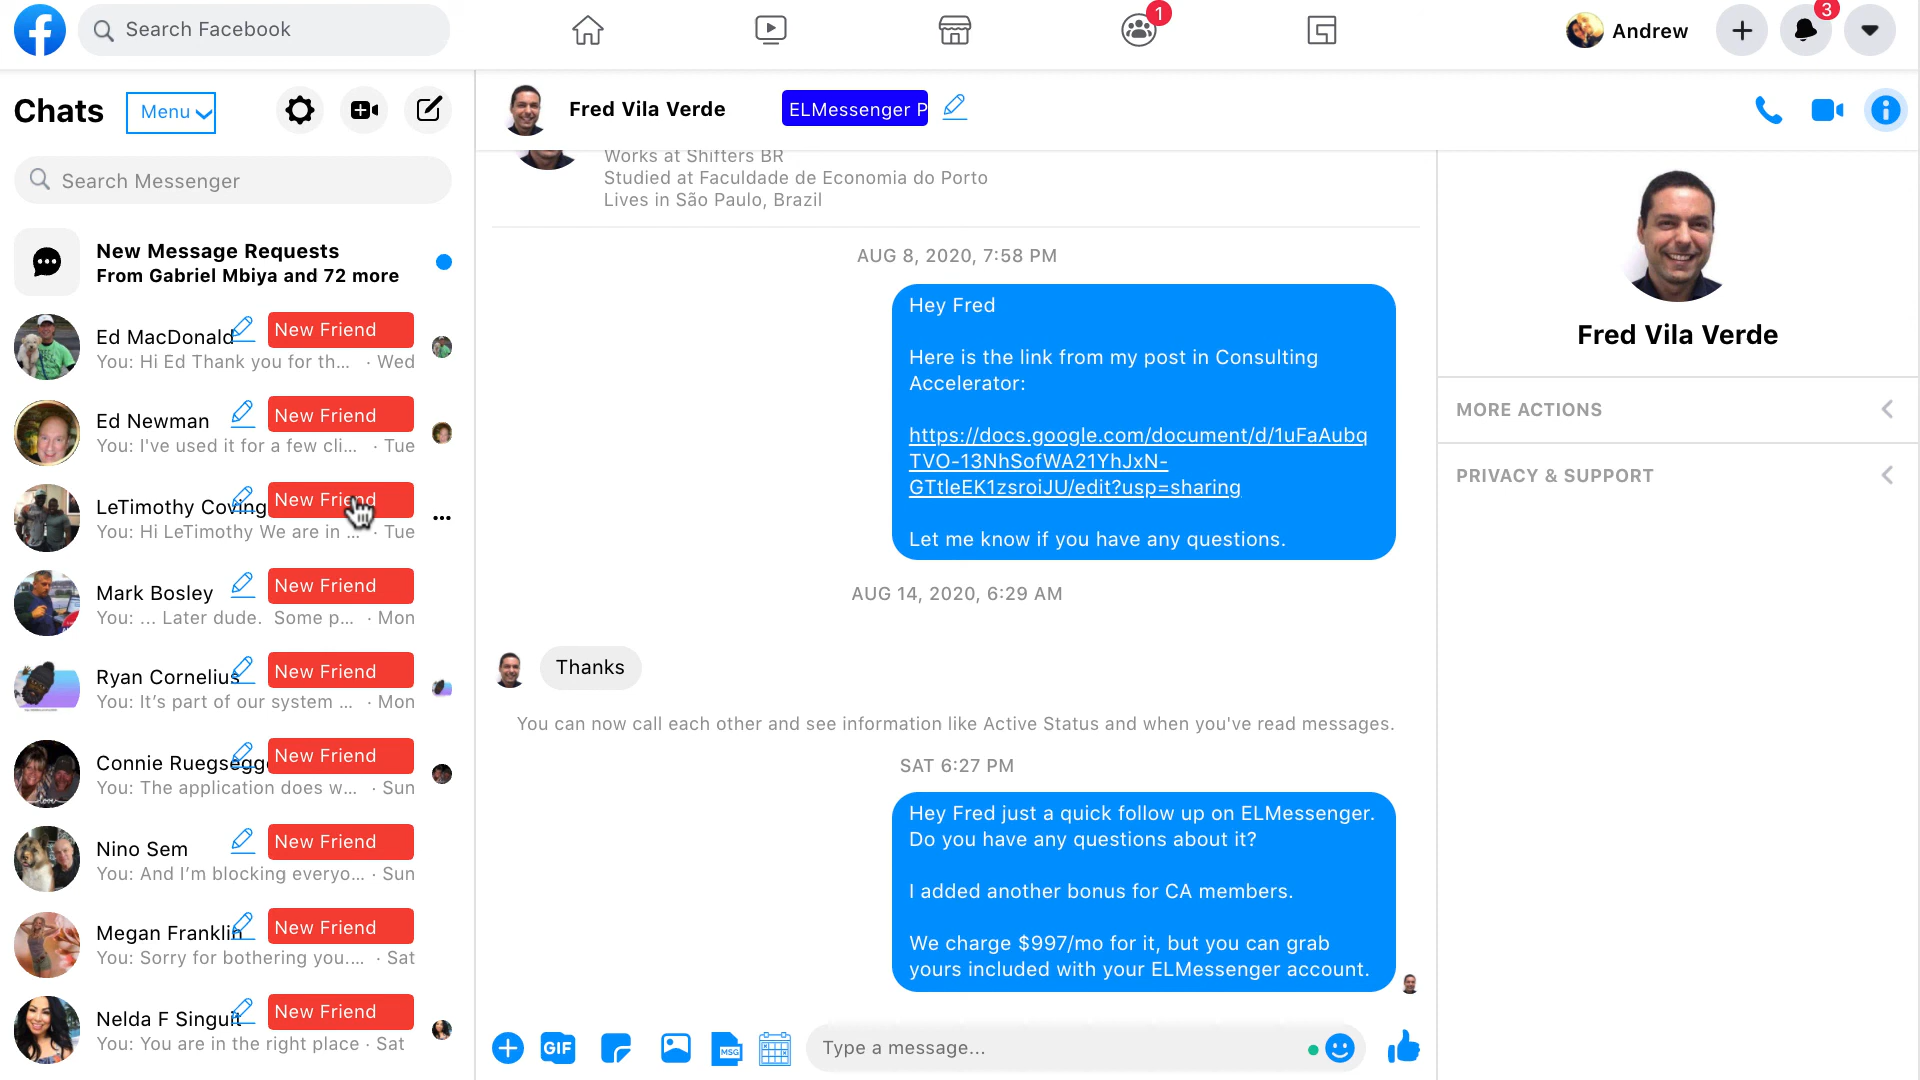 Search Facebook
1
Andrew
3
Chats
Menu
Search Messenger
New Message Requests
From Gabriel Mbiya and 72 more
Ed MacDonald
New Friend
You: Hi Ed Thank you for th... · Wed
Ed Newman
New Friend
You: I've used it for a few cli... · Tue
LeTimothy Coving
New Friend
You: Hi LeTimothy We are in ... · Tue
Mark Bosley
New Friend
You: ... Later dude. Some p... · Mon
Ryan Cornelius
New Friend
You: It's part of our system ... · Mon
Connie Ruegsegge
New Friend
You: The application does w... · Sun
Nino Sem
New Friend
You: And I'm blocking everyo... · Sun
Megan Franklin
New Friend
You: Sorry for bothering you.... · Sat
Nelda F Singuit
New Friend
You: You are in the right place · Sat
Fred Vila Verde
ELMessenger P
Works at Shifters BR
Studied at Faculdade de Economia do Porto
Lives in São Paulo, Brazil
AUG 8, 2020, 7:58 PM
Hey Fred
Here is the link from my post in Consulting
Accelerator:
https://docs.google.com/document/d/1uFaAubq
TVO-13NhSofWA21YhJxN-
GTtleEK1zsroiJU/edit?usp=sharing
Let me know if you have any questions.
AUG 14, 2020, 6:29 AM
Thanks
You can now call each other and see information like Active Status and when you've read messages.
SAT 6:27 PM
Hey Fred just a quick follow up on ELMessenger.
Do you have any questions about it?
I added another bonus for CA members.
We charge $997/mo for it, but you can grab
yours included with your ELMessenger account.
GIF
MSG
Type a message...
Fred Vila Verde
MORE ACTIONS
PRIVACY & SUPPORT